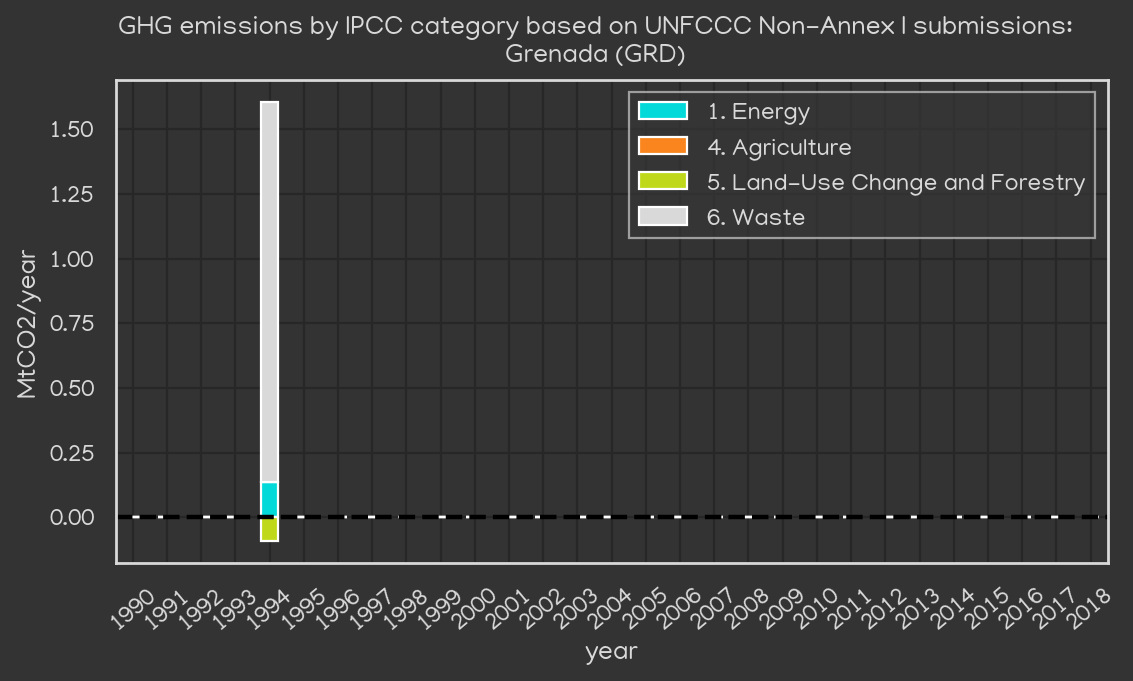 GHG emissions by IPCC category based on UNFCCC Non-Annex I submissions:
Grenada (GRD)
1. Energy
4. Agriculture
5. Land-Use Change and Forestry
6. Waste
MtCO2/year
1.50
1.25
1.00
0.75
0.50
0.25
0.00
1990 1991 1992 1993 1994 1995 1996 1997 1998 1999 2000 2001 2002 2003 2004 2005 2006 2007 2008 2009 2010 2011 2012 2013 2014 2015 2016 2017 2018
year